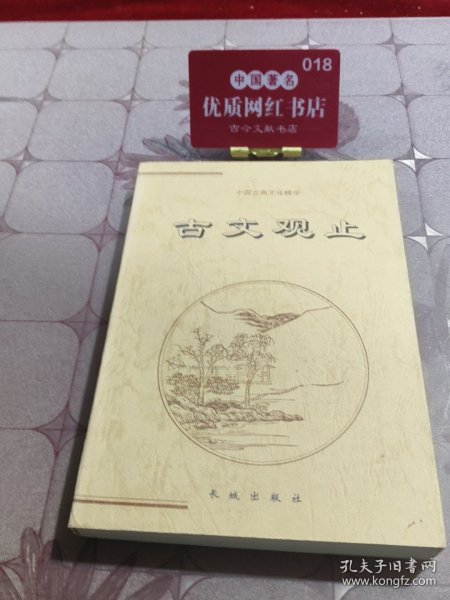 018
中国著名
优质网红书店
古今文献书店
中国古典文化精华
古文观止
长城出版社
孔夫子旧书网
www.kongfz.com